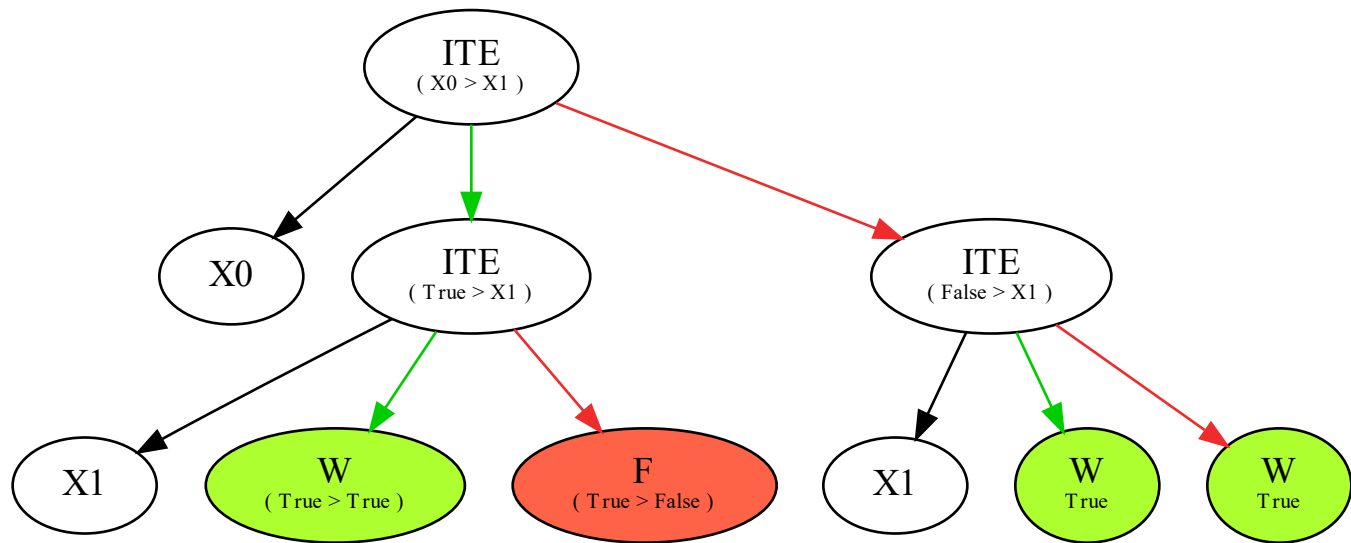 ITE
( X0 > X1 )
X0
ITE
( True > X1 )
ITE
( False > X1 )
X1
W
( True > True )
F
( True > False )
X1
W
True
W
True